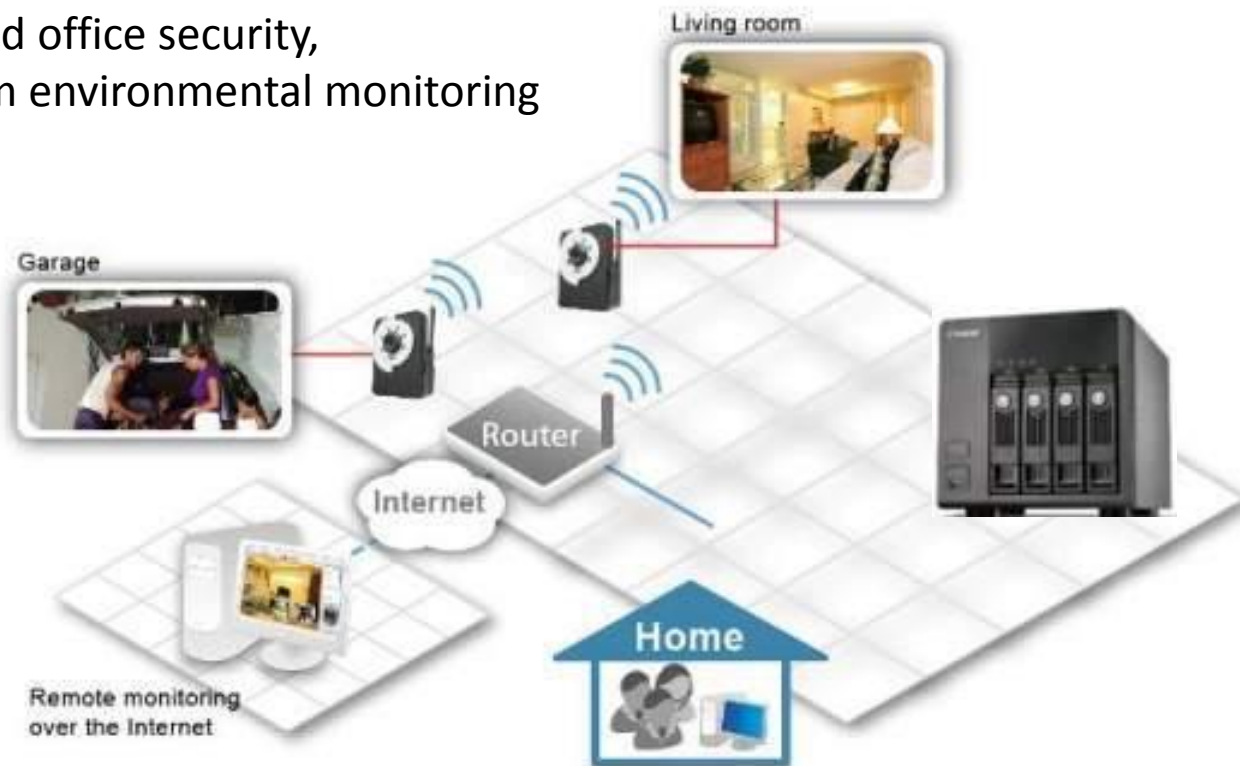 d office security,
n environmental monitoring
Living room
Garage
Router
Internet
Home
Remote monitoring
over the Internet